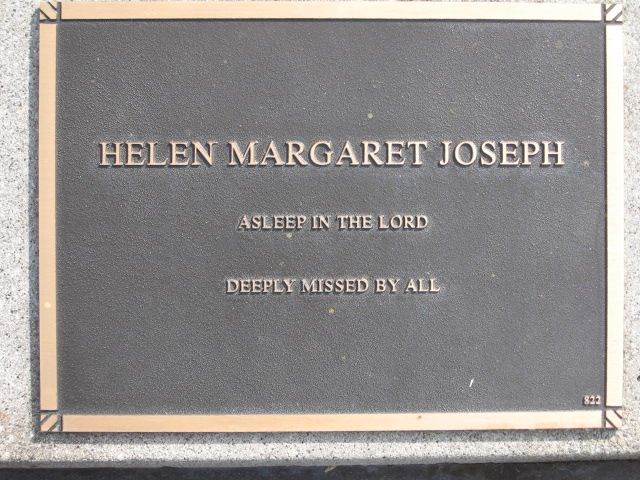 HELEN MARGARET JOSEPH
ASLEEP IN THE LORD
DEEPLY MISSED BY ALL
822